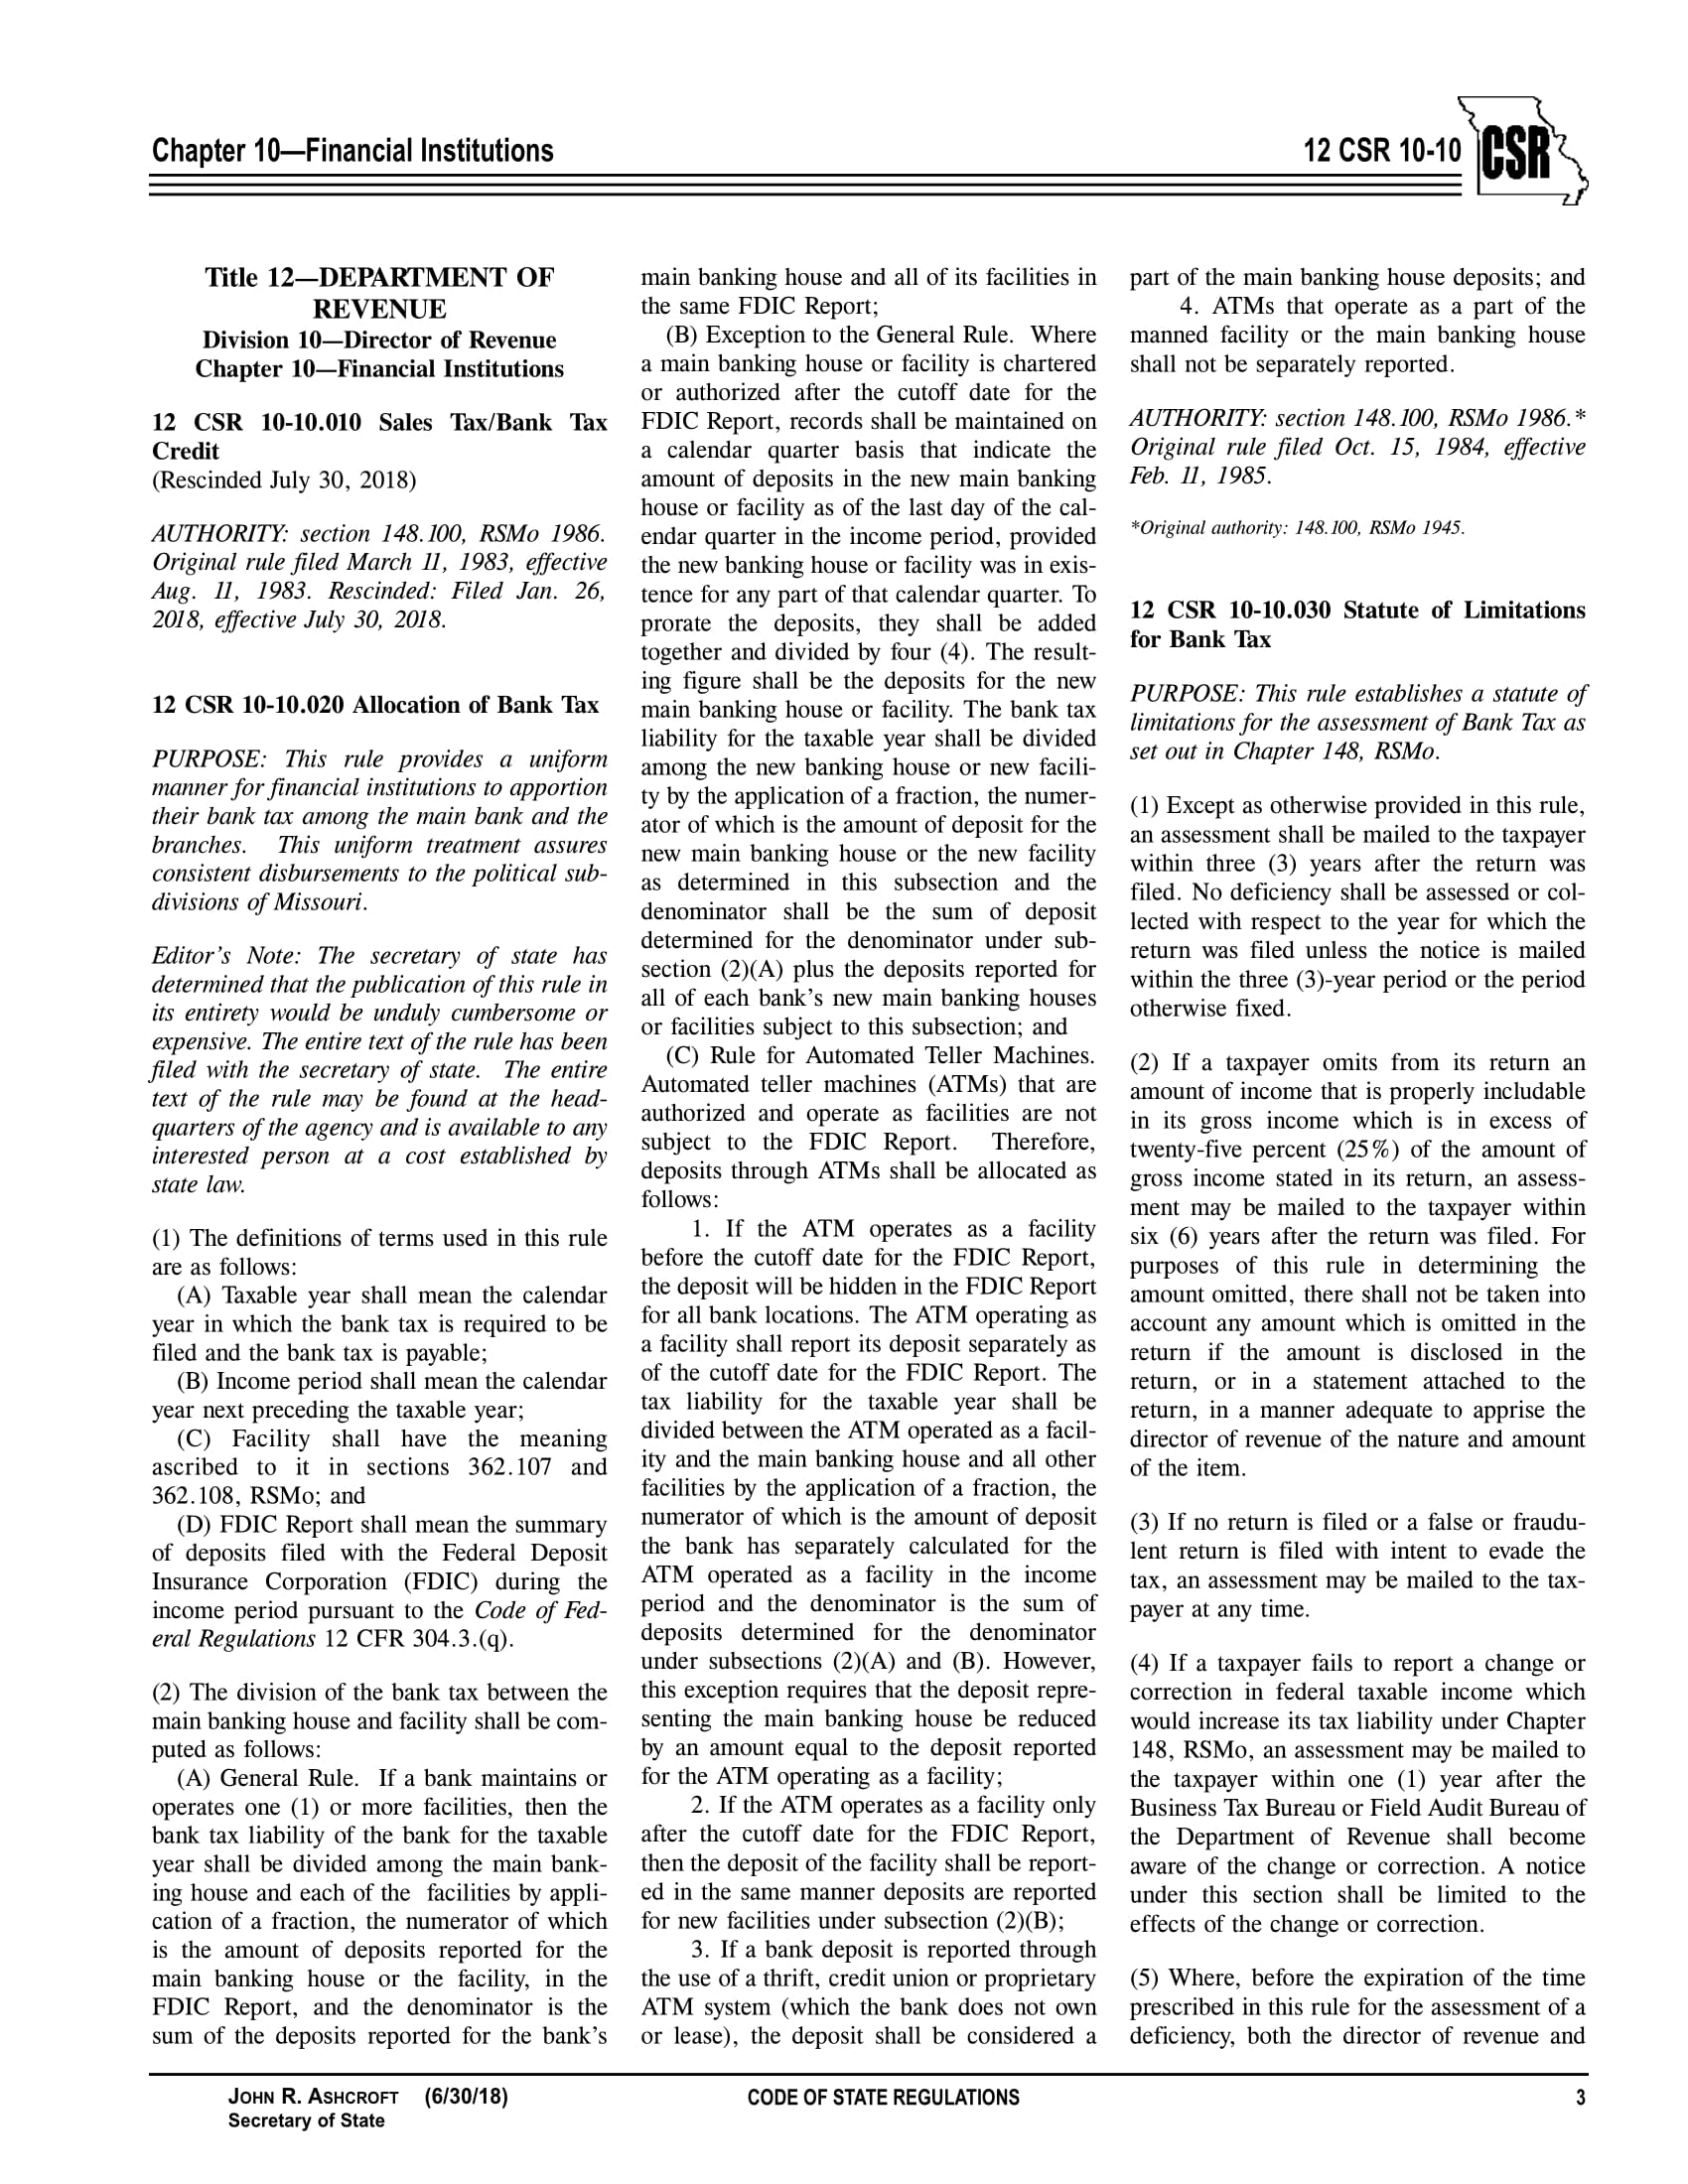 Chapter 10—Financial Institutions
12 CSR 10-10
CSR
Title 12—DEPARTMENT OF
REVENUE
Division 10—Director of Revenue
Chapter 10—Financial Institutions
12 CSR 10-10.010 Sales Tax/Bank Tax
Credit
(Rescinded July 30, 2018)
AUTHORITY: section 148.100, RSMo 1986.
Original rule filed March 11, 1983, effective
Aug. 11, 1983. Rescinded: Filed Jan. 26,
2018, effective July 30, 2018.
12 CSR 10-10.020 Allocation of Bank Tax
PURPOSE: This rule provides a uniform
manner for financial institutions to apportion
their bank tax among the main bank and the
branches. This uniform treatment assures
consistent disbursements to the political sub-
divisions of Missouri.
Editor's Note: The secretary of state has
determined that the publication of this rule in
its entirety would be unduly cumbersome or
expensive. The entire text of the rule has been
filed with the secretary of state. The entire
text of the rule may be found at the head-
quarters of the agency and is available to any
interested person at a cost established by
state law.
(1) The definitions of terms used in this rule
are as follows:
(A) Taxable year shall mean the calendar
year in which the bank tax is required to be
filed and the bank tax is payable;
(B) Income period shall mean the calendar
year next preceding the taxable year;
(C) Facility shall have the meaning
ascribed to it in sections 362.107 and
362.108, RSMo; and
(D) FDIC Report shall mean the summary
of deposits filed with the Federal Deposit
Insurance Corporation (FDIC) during the
income period pursuant to the Code of Fed-
eral Regulations 12 CFR 304.3.(q).
(2) The division of the bank tax between the
main banking house and facility shall be com-
puted as follows:
(A) General Rule. If a bank maintains or
operates one (1) or more facilities, then the
bank tax liability of the bank for the taxable
year shall be divided among the main bank-
ing house and each of the facilities by appli-
cation of a fraction, the numerator of which
is the amount of deposits reported for the
main banking house or the facility, in the
FDIC Report, and the denominator is the
sum of the deposits reported for the bank's
main banking house and all of its facilities in
the same FDIC Report;
(B) Exception to the General Rule. Where
a main banking house or facility is chartered
or authorized after the cutoff date for the
FDIC Report, records shall be maintained on
a calendar quarter basis that indicate the
amount of deposits in the new main banking
house or facility as of the last day of the cal-
endar quarter in the income period, provided
the new banking house or facility was in exis-
tence for any part of that calendar quarter. To
prorate the deposits, they shall be added
together and divided by four (4). The result-
ing figure shall be the deposits for the new
main banking house or facility. The bank tax
liability for the taxable year shall be divided
among the new banking house or new facili-
ty by the application of a fraction, the numer-
ator of which is the amount of deposit for the
new main banking house or the new facility
as determined in this subsection and the
denominator shall be the sum of deposit
determined for the denominator under sub-
section (2)(A) plus the deposits reported for
all of each bank's new main banking houses
or facilities subject to this subsection; and
(C) Rule for Automated Teller Machines.
Automated teller machines (ATMs) that are
authorized and operate as facilities are not
subject to the FDIC Report. Therefore,
deposits through ATMs shall be allocated as
follows:
1. If the ATM operates as a facility
before the cutoff date for the FDIC Report,
the deposit will be hidden in the FDIC Report
for all bank locations. The ATM operating as
a facility shall report its deposit separately as
of the cutoff date for the FDIC Report. The
tax liability for the taxable year shall be
divided between the ATM operated as a facil-
ity and the main banking house and all other
facilities by the application of a fraction, the
numerator of which is the amount of deposit
the bank has separately calculated for the
ATM operated as a facility in the income
period and the denominator is the sum of
deposits determined for the denominator
under subsections (2)(A) and (B). However,
this exception requires that the deposit repre-
senting the main banking house be reduced
by an amount equal to the deposit reported
for the ATM operating as a facility;
2. If the ATM operates as a facility only
after the cutoff date for the FDIC Report,
then the deposit of the facility shall be report-
ed in the same manner deposits are reported
for new facilities under subsection (2)(B);
3. If a bank deposit is reported through
the use of a thrift, credit union or proprietary
ATM system (which the bank does not own
or lease), the deposit shall be considered a
part of the main banking house deposits; and
4. ATMs that operate as a part of the
manned facility or the main banking house
shall not be separately reported.
AUTHORITY: section 148.100, RSMo 1986.*
Original rule filed Oct. 15, 1984, effective
Feb. 11, 1985.
*Original authority: 148.100, RSMo 1945.
12 CSR 10-10.030 Statute of Limitations
for Bank Tax
PURPOSE: This rule establishes a statute of
limitations for the assessment of Bank Tax as
set out in Chapter 148, RSMo.
(1) Except as otherwise provided in this rule,
an assessment shall be mailed to the taxpayer
within three (3) years after the return was
filed. No deficiency shall be assessed or col-
lected with respect to the year for which the
return was filed unless the notice is mailed
within the three (3)-year period or the period
otherwise fixed.
(2) If a taxpayer omits from its return an
amount of income that is properly includable
in its gross income which is in excess of
twenty-five percent (25%) of the amount of
gross income stated in its return, an assess-
ment may be mailed to the taxpayer within
six (6) years after the return was filed. For
purposes of this rule in determining the
amount omitted, there shall not be taken into
account any amount which is omitted in the
return if the amount is disclosed in the
return, or in a statement attached to the
return, in a manner adequate to apprise the
director of revenue of the nature and amount
of the item.
(3) If no return is filed or a false or fraudu-
lent return is filed with intent to evade the
tax, an assessment may be mailed to the tax-
payer at any time.
(4) If a taxpayer fails to report a change or
correction in federal taxable income which
would increase its tax liability under Chapter
148, RSMo, an assessment may be mailed to
the taxpayer within one (1) year after the
Business Tax Bureau or Field Audit Bureau of
the Department of Revenue shall become
aware of the change or correction. A notice
under this section shall be limited to the
effects of the change or correction.
(5) Where, before the expiration of the time
prescribed in this rule for the assessment of a
deficiency, both the director of revenue and
JOHN R. ASHCROFT (6/30/18)
Secretary of State
CODE OF STATE REGULATIONS
3